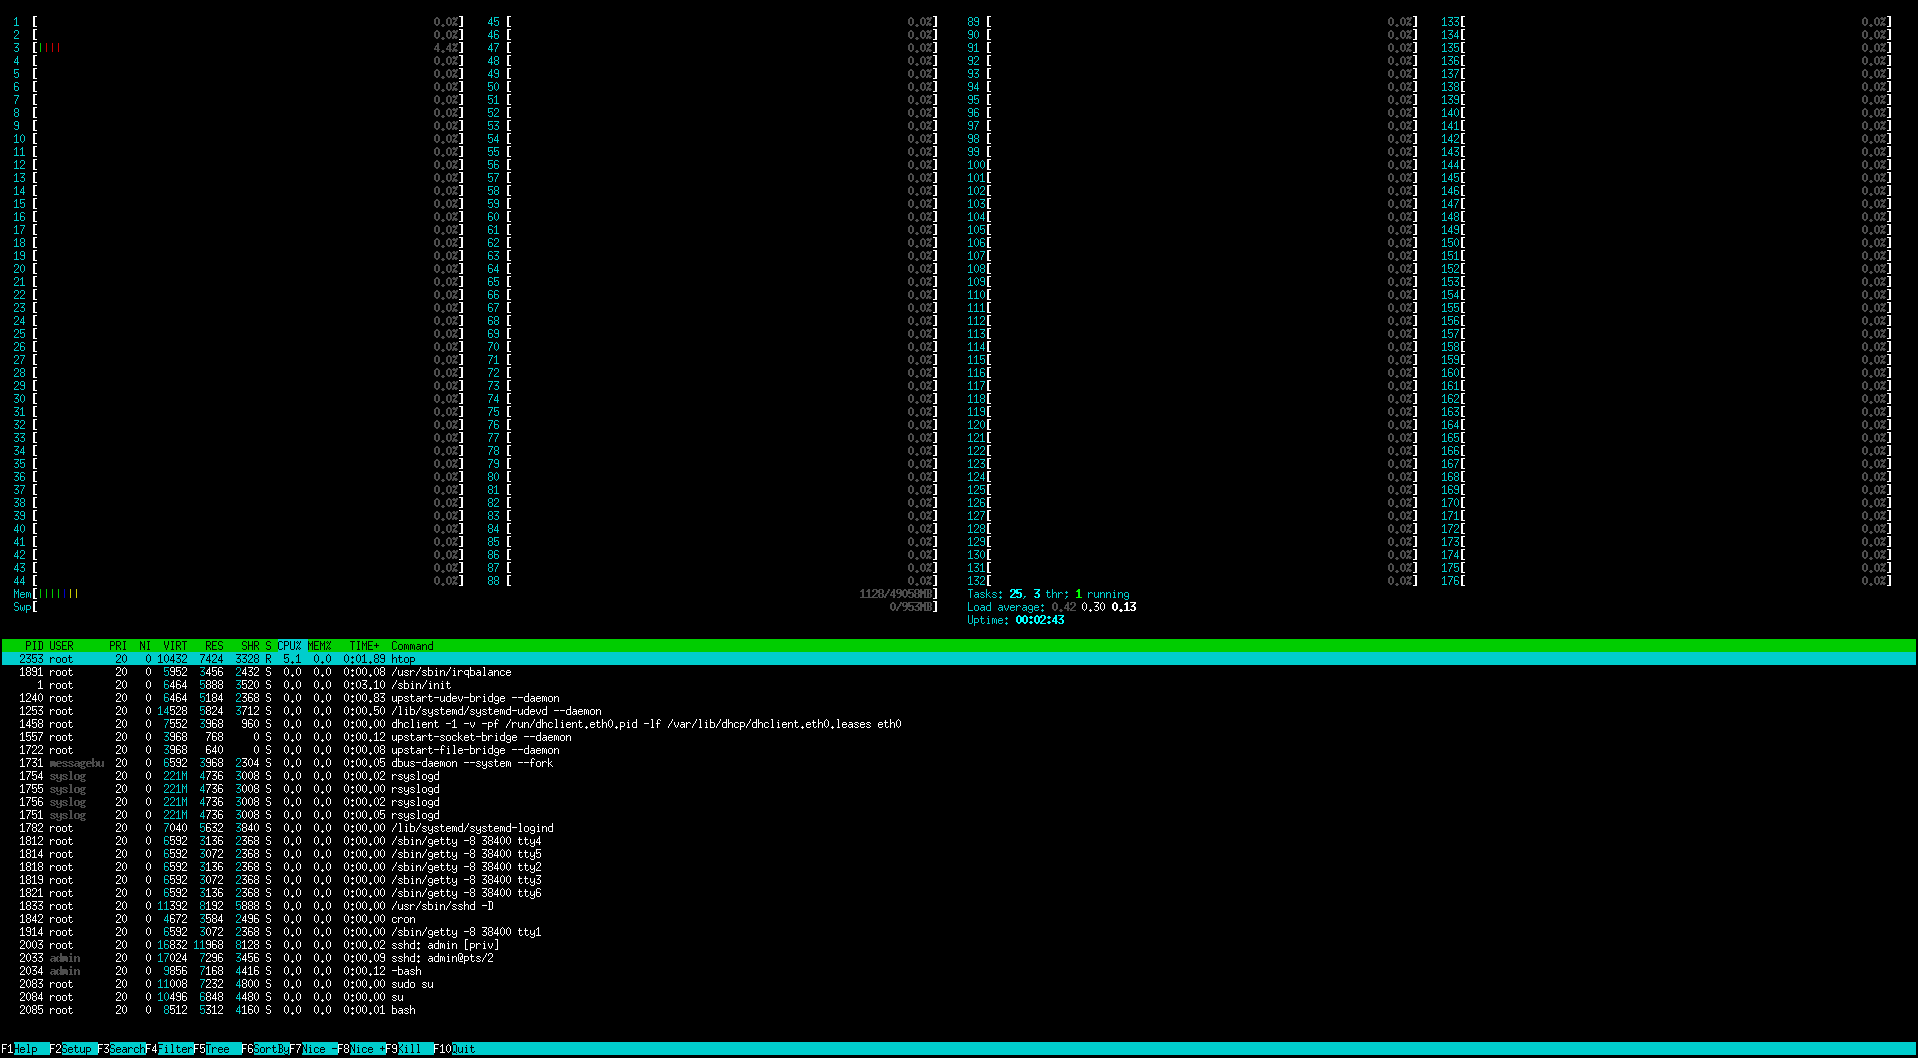 1 [ 0.0%] 45 [ 0.0%] 89 [ 0.0%] 133[ 0.0%]
2 [ 0.0%] 46 [ 0.0%] 90 [ 0.0%] 134[ 0.0%]
3 [|||| 4.4%] 47 [ 0.0%] 91 [ 0.0%] 135[ 0.0%]
4 [ 0.0%] 48 [ 0.0%] 92 [ 0.0%] 136[ 0.0%]
5 [ 0.0%] 49 [ 0.0%] 93 [ 0.0%] 137[ 0.0%]
6 [ 0.0%] 50 [ 0.0%] 94 [ 0.0%] 138[ 0.0%]
7 [ 0.0%] 51 [ 0.0%] 95 [ 0.0%] 139[ 0.0%]
8 [ 0.0%] 52 [ 0.0%] 96 [ 0.0%] 140[ 0.0%]
9 [ 0.0%] 53 [ 0.0%] 97 [ 0.0%] 141[ 0.0%]
10 [ 0.0%] 54 [ 0.0%] 98 [ 0.0%] 142[ 0.0%]
11 [ 0.0%] 55 [ 0.0%] 99 [ 0.0%] 143[ 0.0%]
12 [ 0.0%] 56 [ 0.0%] 100[ 0.0%] 144[ 0.0%]
13 [ 0.0%] 57 [ 0.0%] 101[ 0.0%] 145[ 0.0%]
14 [ 0.0%] 58 [ 0.0%] 102[ 0.0%] 146[ 0.0%]
15 [ 0.0%] 59 [ 0.0%] 103[ 0.0%] 147[ 0.0%]
16 [ 0.0%] 60 [ 0.0%] 104[ 0.0%] 148[ 0.0%]
17 [ 0.0%] 61 [ 0.0%] 105[ 0.0%] 149[ 0.0%]
18 [ 0.0%] 62 [ 0.0%] 106[ 0.0%] 150[ 0.0%]
19 [ 0.0%] 63 [ 0.0%] 107[ 0.0%] 151[ 0.0%]
20 [ 0.0%] 64 [ 0.0%] 108[ 0.0%] 152[ 0.0%]
21 [ 0.0%] 65 [ 0.0%] 109[ 0.0%] 153[ 0.0%]
22 [ 0.0%] 66 [ 0.0%] 110[ 0.0%] 154[ 0.0%]
23 [ 0.0%] 67 [ 0.0%] 111[ 0.0%] 155[ 0.0%]
24 [ 0.0%] 68 [ 0.0%] 112[ 0.0%] 156[ 0.0%]
25 [ 0.0%] 69 [ 0.0%] 113[ 0.0%] 157[ 0.0%]
26 [ 0.0%] 70 [ 0.0%] 114[ 0.0%] 158[ 0.0%]
27 [ 0.0%] 71 [ 0.0%] 115[ 0.0%] 159[ 0.0%]
28 [ 0.0%] 72 [ 0.0%] 116[ 0.0%] 160[ 0.0%]
29 [ 0.0%] 73 [ 0.0%] 117[ 0.0%] 161[ 0.0%]
30 [ 0.0%] 74 [ 0.0%] 118[ 0.0%] 162[ 0.0%]
31 [ 0.0%] 75 [ 0.0%] 119[ 0.0%] 163[ 0.0%]
32 [ 0.0%] 76 [ 0.0%] 120[ 0.0%] 164[ 0.0%]
33 [ 0.0%] 77 [ 0.0%] 121[ 0.0%] 165[ 0.0%]
34 [ 0.0%] 78 [ 0.0%] 122[ 0.0%] 166[ 0.0%]
35 [ 0.0%] 79 [ 0.0%] 123[ 0.0%] 167[ 0.0%]
36 [ 0.0%] 80 [ 0.0%] 124[ 0.0%] 168[ 0.0%]
37 [ 0.0%] 81 [ 0.0%] 125[ 0.0%] 169[ 0.0%]
38 [ 0.0%] 82 [ 0.0%] 126[ 0.0%] 170[ 0.0%]
39 [ 0.0%] 83 [ 0.0%] 127[ 0.0%] 171[ 0.0%]
40 [ 0.0%] 84 [ 0.0%] 128[ 0.0%] 172[ 0.0%]
41 [ 0.0%] 85 [ 0.0%] 129[ 0.0%] 173[ 0.0%]
42 [ 0.0%] 86 [ 0.0%] 130[ 0.0%] 174[ 0.0%]
43 [ 0.0%] 87 [ 0.0%] 131[ 0.0%] 175[ 0.0%]
44 [ 0.0%] 88 [ 0.0%] 132[ 0.0%] 176[ 0.0%]
Mem[||||||| 1128/49058MB] Tasks: 25, 3 thr; 1 running
Swp[ 0/953MB] Load average: 0.42 0.30 0.13
Uptime: 00:02:43
PID USER PRI NI VIRT RES SHR S CPU% MEM% TIME+ Command
2353 root 20 0 10432 7424 3328 R 5.1 0.0 0:01.89 htop
1891 root 20 0 5952 3456 2432 S 0.0 0.0 0:00.08 /usr/sbin/irqbalance
1 root 20 0 6464 5888 3520 S 0.0 0.0 0:03.10 /sbin/init
1240 root 20 0 6464 5184 2368 S 0.0 0.0 0:00.83 upstart-udev-bridge --daemon
1253 root 20 0 14528 5824 3712 S 0.0 0.0 0:00.50 /lib/systemd/systemd-udevd --daemon
1458 root 20 0 7552 3968 960 S 0.0 0.0 0:00.00 dhclient -1 -v -pf /run/dhclient.eth0.pid -lf /var/lib/dhcp/dhclient.eth0.leases eth0
1557 root 20 0 3968 768 0 S 0.0 0.0 0:00.12 upstart-socket-bridge --daemon
1722 root 20 0 3968 640 0 S 0.0 0.0 0:00.08 upstart-file-bridge --daemon
1731 messagebu 20 0 6592 3968 2304 S 0.0 0.0 0:00.05 dbus-daemon --system --fork
1754 syslog 20 0 221M 4736 3008 S 0.0 0.0 0:00.02 rsyslogd
1755 syslog 20 0 221M 4736 3008 S 0.0 0.0 0:00.00 rsyslogd
1756 syslog 20 0 221M 4736 3008 S 0.0 0.0 0:00.02 rsyslogd
1751 syslog 20 0 221M 4736 3008 S 0.0 0.0 0:00.05 rsyslogd
1782 root 20 0 7040 5632 3840 S 0.0 0.0 0:00.00 /lib/systemd/systemd-logind
1812 root 20 0 6592 3136 2368 S 0.0 0.0 0:00.00 /sbin/getty -8 38400 tty4
1814 root 20 0 6592 3072 2368 S 0.0 0.0 0:00.00 /sbin/getty -8 38400 tty5
1818 root 20 0 6592 3136 2368 S 0.0 0.0 0:00.00 /sbin/getty -8 38400 tty2
1819 root 20 0 6592 3072 2368 S 0.0 0.0 0:00.00 /sbin/getty -8 38400 tty3
1821 root 20 0 6592 3136 2368 S 0.0 0.0 0:00.00 /sbin/getty -8 38400 tty6
1833 root 20 0 11392 8192 5888 S 0.0 0.0 0:00.00 /usr/sbin/sshd -D
1842 root 20 0 4672 3584 2496 S 0.0 0.0 0:00.00 cron
1914 root 20 0 6592 3072 2368 S 0.0 0.0 0:00.00 /sbin/getty -8 38400 tty1
2003 root 20 0 16832 11968 8128 S 0.0 0.0 0:00.02 sshd: admin [priv]
2033 admin 20 0 17024 7296 3456 S 0.0 0.0 0:00.09 sshd: admin@pts/2
2034 admin 20 0 9856 7168 4416 S 0.0 0.0 0:00.12 -bash
2083 root 20 0 11008 7232 4800 S 0.0 0.0 0:00.00 sudo su
2084 root 20 0 10496 6848 4480 S 0.0 0.0 0:00.00 su
2085 root 20 0 8512 5312 4160 S 0.0 0.0 0:00.01 bash
F1Help F2Setup F3SearchF4FilterF5Tree F6SortByF7Nice -F8Nice +F9Kill F10Quit